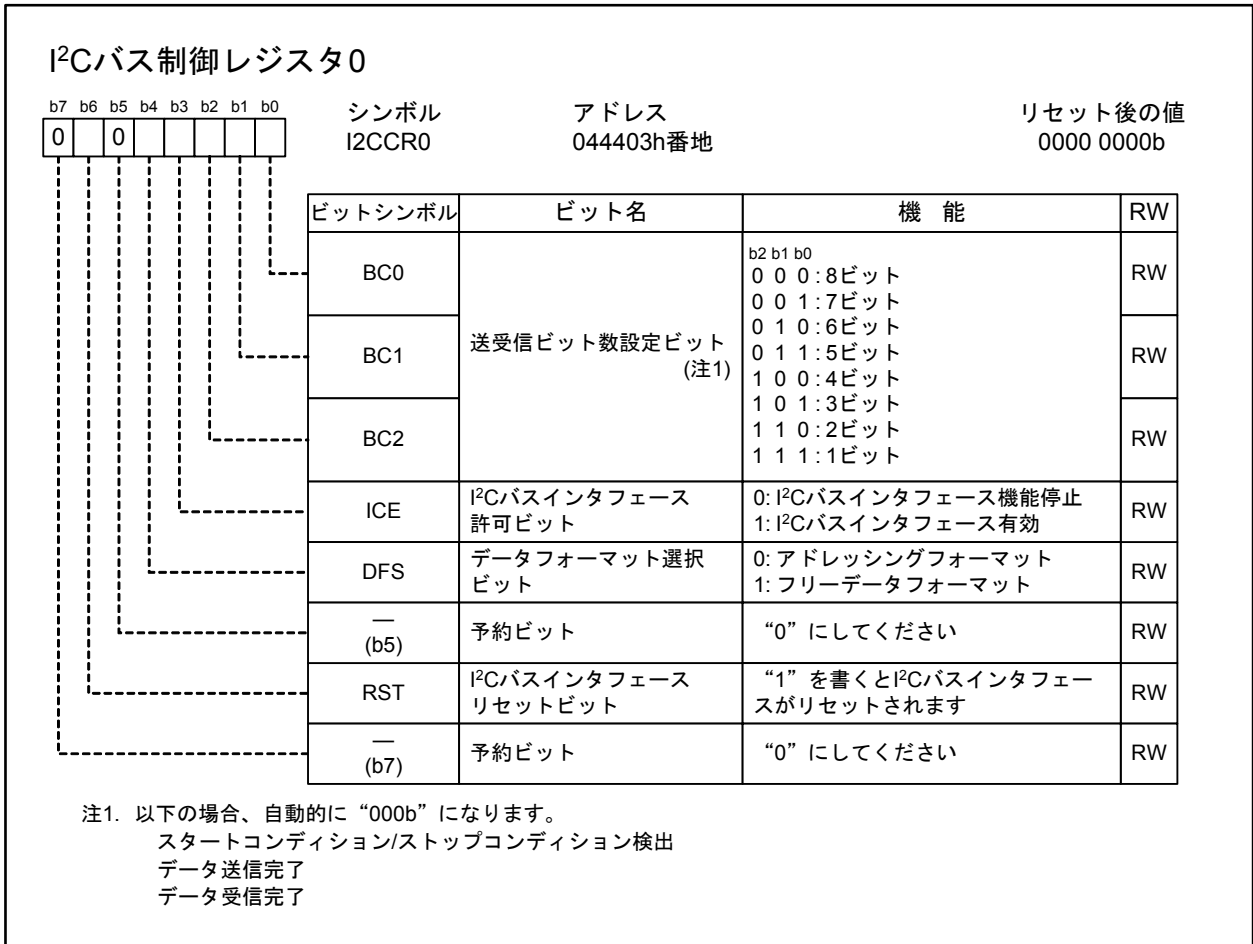 I²Cバス制御レジスタ0
b7 b6 b5 b4 b3 b2 b1 b0
0 0
シンボル
I2CCR0
アドレス
044403h番地
リセット後の値
0000 0000b
ビットシンボル ビット名 機 能 RW
BC0
BC1
BC2
送受信ビット数設定ビット
(注1)
b2 b1 b0
0 0 0:8ビット
0 0 1:7ビット
0 1 0:6ビット
0 1 1:5ビット
1 0 0:4ビット
1 0 1:3ビット
1 1 0:2ビット
1 1 1:1ビット
RW
RW
RW
ICE
I²Cバスインタフェース
許可ビット
0: I²Cバスインタフェース機能停止
1: I²Cバスインタフェース有効
RW
DFS
データフォーマット選択
ビット
0: アドレッシングフォーマット
1: フリーデータフォーマット
RW
—
(b5)
予約ビット
“0”にしてください
RW
RST
I²Cバスインタフェース
リセットビット
“1”を書くとI²Cバスインタフェー
スがリセットされます
RW
—
(b7)
予約ビット
“0”にしてください
RW
注1. 以下の場合、自動的に“000b”になります。
スタートコンディション/ストップコンディション検出
データ送信完了
データ受信完了